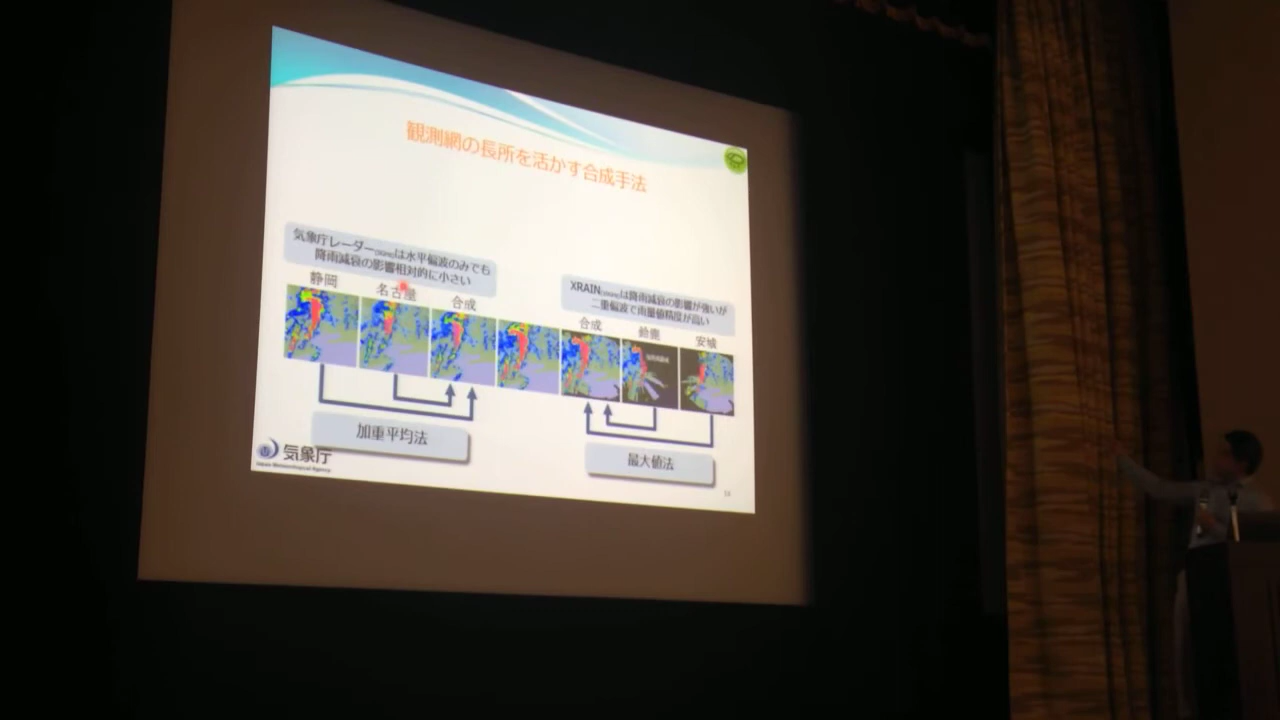 観測網の長所を活かす合成手法
気象庁レーダー(5GHz)は水平偏波のみでも
降雨減衰の影響相対的に小さい
静岡
名古屋
合成
XRAIN(9GHz)は降雨減衰の影響が強いが
二重偏波で雨量値精度が高い
合成
鈴鹿
安城
加重平均法
最大値法
気象庁
Japan Meteorological Agency